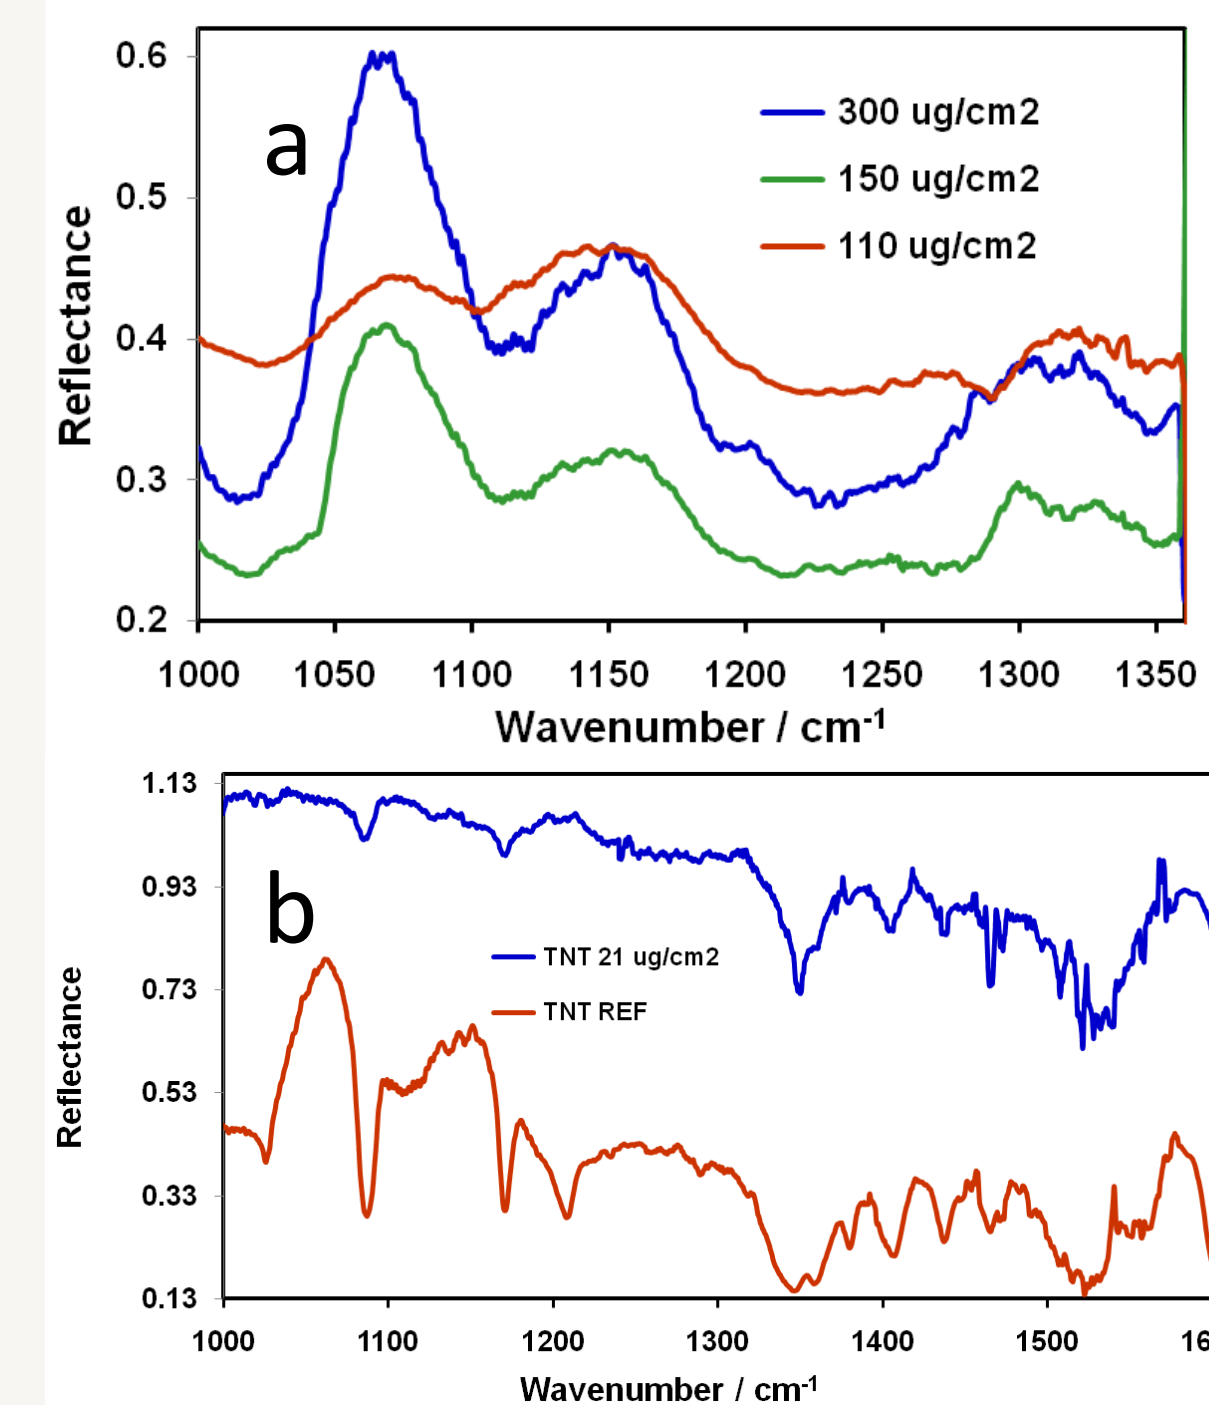 a
0.6
0.5
0.4
0.3
0.2
Reflectance
300 ug/cm2
150 ug/cm2
110 ug/cm2
1000 1050 1100 1150 1200 1250 1300 1350
Wavenumber / cm-1
b
1.13
0.93
0.73
0.53
0.33
0.13
Reflectance
TNT 21 ug/cm2
TNT REF
1000 1100 1200 1300 1400 1500 16
Wavenumber / cm-1